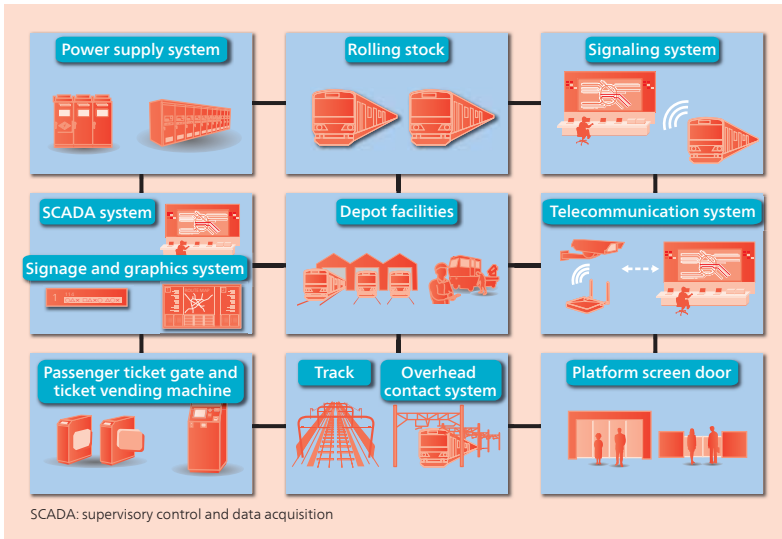 Power supply system
Rolling stock
Signaling system
SCADA system
Signage and graphics system
1
Depot facilities
Telecommunication system
Passenger ticket gate and
ticket vending machine
Track
Overhead
contact system
Platform screen door
SCADA: supervisory control and data acquisition